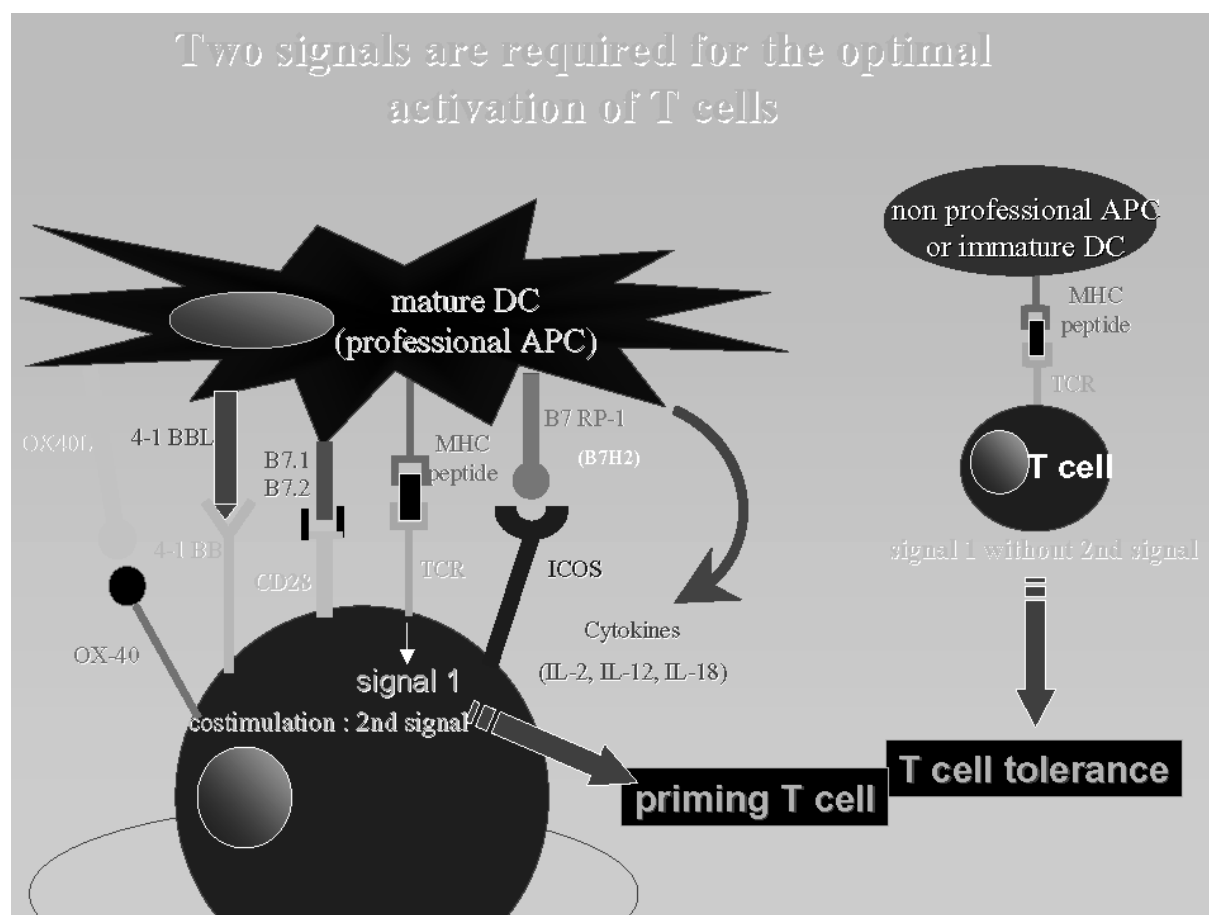 Two signals are required for the optimal
activation of T cells
non professional APC
or immature DC
mature DC
(professional APC)
MHC
peptide
TCR
OX40L
4-1 BBL
B7.1
B7.2
MHC
peptide
B7 RP-1
(B7H2)
T cell
4-1 BB
CD28
TCR
ICOS
signal 1 without 2nd signal
OX-40
Cytokines
(IL-2, IL-12, IL-18)
signal 1
costimulation : 2nd signal
priming T cell
T cell tolerance